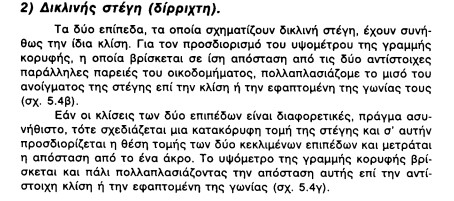 2) Δικλινής στέγη (δίρριχτη).
Τα δύο επίπεδα, τα οποία σχηματίζουν δικλινή στέγη, έχουν συνή-
θως την ίδια κλίση. Για τον προσδιορισμό του υψομέτρου της γραμμής
κορυφής, η οποία βρίσκεται σε ίση απόσταση από τις δύο αντίστοιχες
παράλληλες παρειές του οικοδομήματος, πολλαπλασιάζομε το μισό του
ανοίγματος της στέγης επί την κλίση ή την εφαπτομένη της γωνίας τους
(σχ. 5.4β).
Εάν οι κλίσεις των δύο επιπέδων είναι διαφορετικές, πράγμα ασυ-
νήθιστο, τότε σχεδιάζεται μια κατακόρυφη τομή της στέγης και σ' αυτήν
προσδιορίζεται η θέση τομής των δύο κεκλιμένων επιπέδων και μετράται
η απόσταση από το ένα άκρο. Το υψόμετρο της γραμμής κορυφής βρί-
σκεται και πάλι πολλαπλασιάζοντας την απόσταση αυτής επί την αντί-
στοιχη κλίση ή την εφαπτομένη της γωνίας (σχ. 5.4γ).